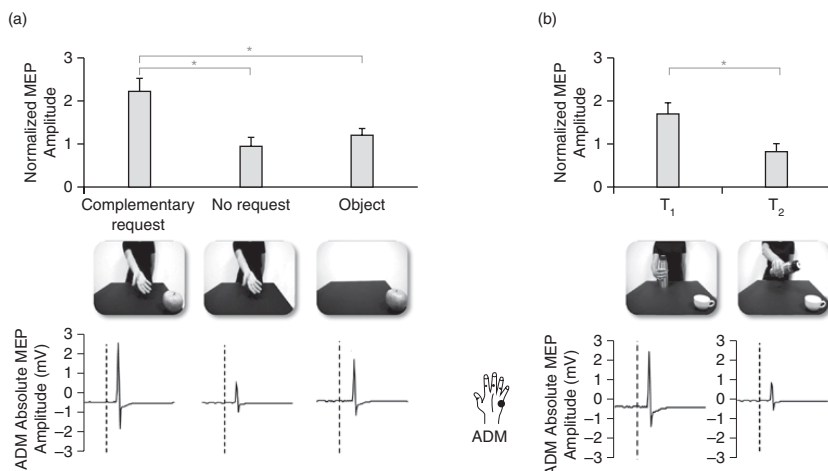 (a)
Normalized MEP
Amplitude
3
2
1
0
*
*
Complementary
request
No request
Object
ADM Absolute MEP
Amplitude (mV)
3
2
1
0
−1
−2
−3
ADM
(b)
Normalized MEP
Amplitude
3
2
1
0
*
T1
T2
ADM Absolute MEP
Amplitude (mV)
3
2
1
0
−1
−2
−3
3
2
1
0
−1
−2
−3